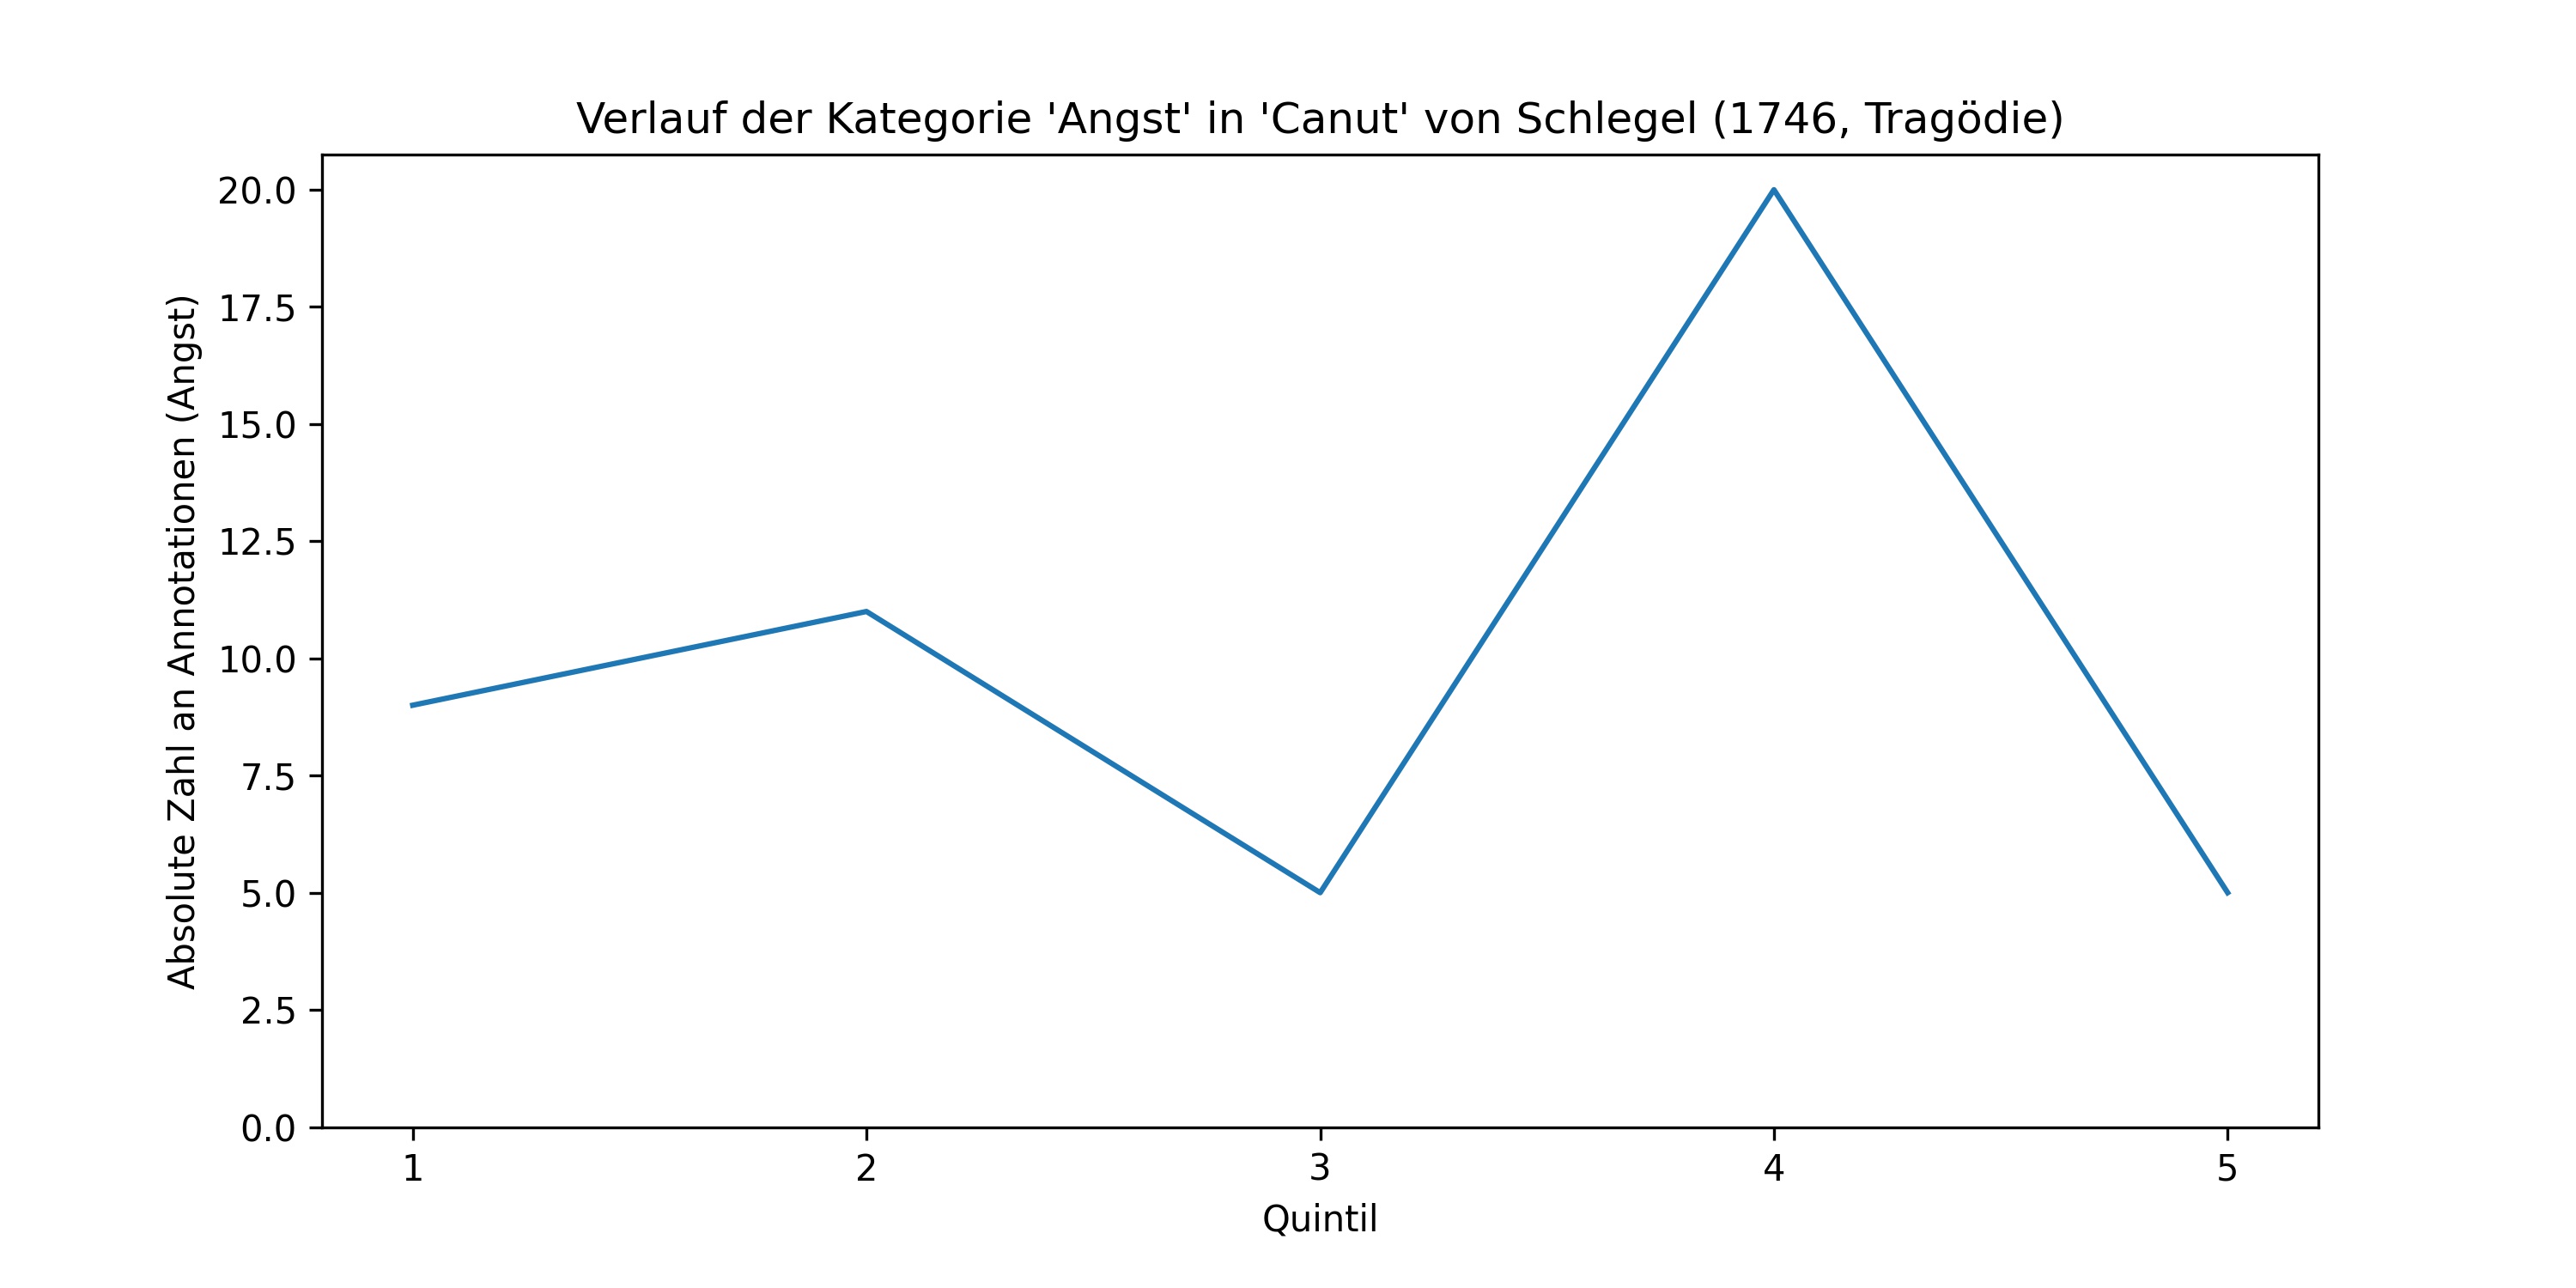 Verlauf der Kategorie 'Angst' in 'Canut' von Schlegel (1746, Tragödie)
Absolute Zahl an Annotationen (Angst)
20.0
17.5
15.0
12.5
10.0
7.5
5.0
2.5
0.0
1 2 3 4 5
Quintil